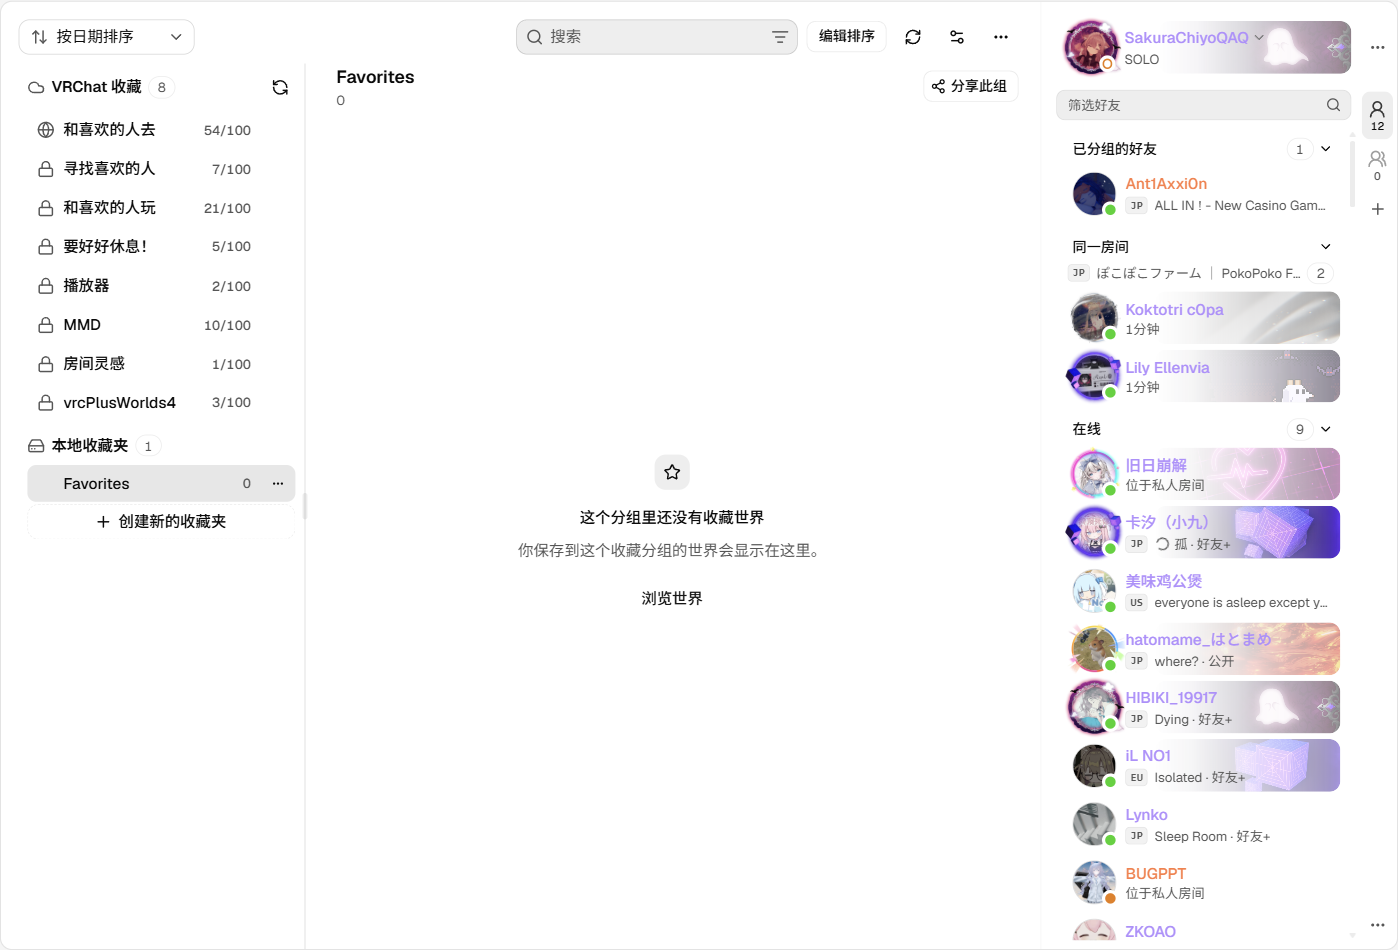 按日期排序
搜索
编辑排序
VRChat 收藏 8
和喜欢的人去 54/100
寻找喜欢的人 7/100
和喜欢的人玩 21/100
要好好休息! 5/100
播放器 2/100
MMD 10/100
房间灵感 1/100
vrcPlusWorlds4 3/100
本地收藏夹 1
Favorites 0
创建新的收藏夹
Favorites
0
分享此组
这个分组里还没有收藏世界
你保存到这个收藏分组的世界会显示在这里。
浏览世界
SakuraChiyoQAQ
SOLO
筛选好友
12
0
已分组的好友 1
Ant1Axxi0n
JP ALL IN ! - New Casino Gam...
同一房间
JP ぽこぽこファーム | PokoPoko F... 2
Koktotri c0pa
1分钟
Lily Ellenvia
1分钟
在线 9
旧日崩解
位于私人房间
卡汐（小九）
JP 孤 · 好友+
美味鸡公煲
US everyone is asleep except y...
hatomame_はとまめ
JP where? · 公开
HIBIKI_19917
JP Dying · 好友+
iL NO1
EU Isolated · 好友+
Lynko
JP Sleep Room · 好友+
BUGPPT
位于私人房间
ZKOAO